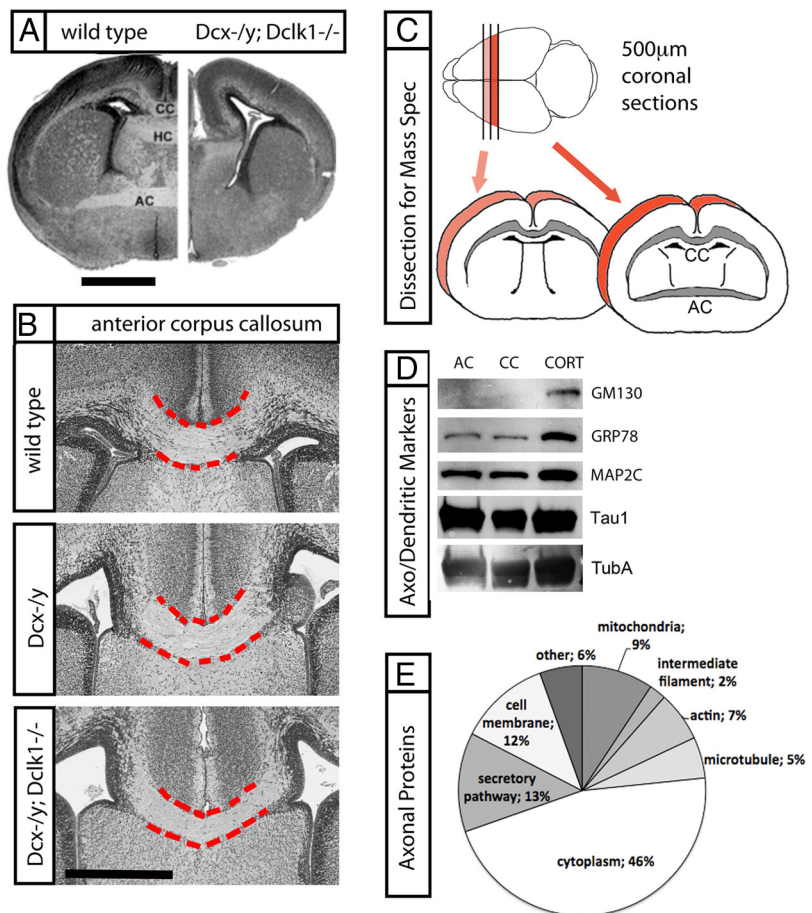 A
wild type
Dcx-/y; Dclk1-/-
CC
HC
AC
B
anterior corpus callosum
wild type
Dcx-/y
Dcx-/y; Dclk1-/-
C
Dissection for Mass Spec
500μm
coronal
sections
CC
AC
D
Axo/Dendritic Markers
AC CC CORT
GM130
GRP78
MAP2C
Tau1
TubA
E
Axonal Proteins
mitochondria;
9%
intermediate
filament; 2%
actin; 7%
microtubule; 5%
cytoplasm; 46%
secretory
pathway; 13%
cell
membrane;
12%
other; 6%